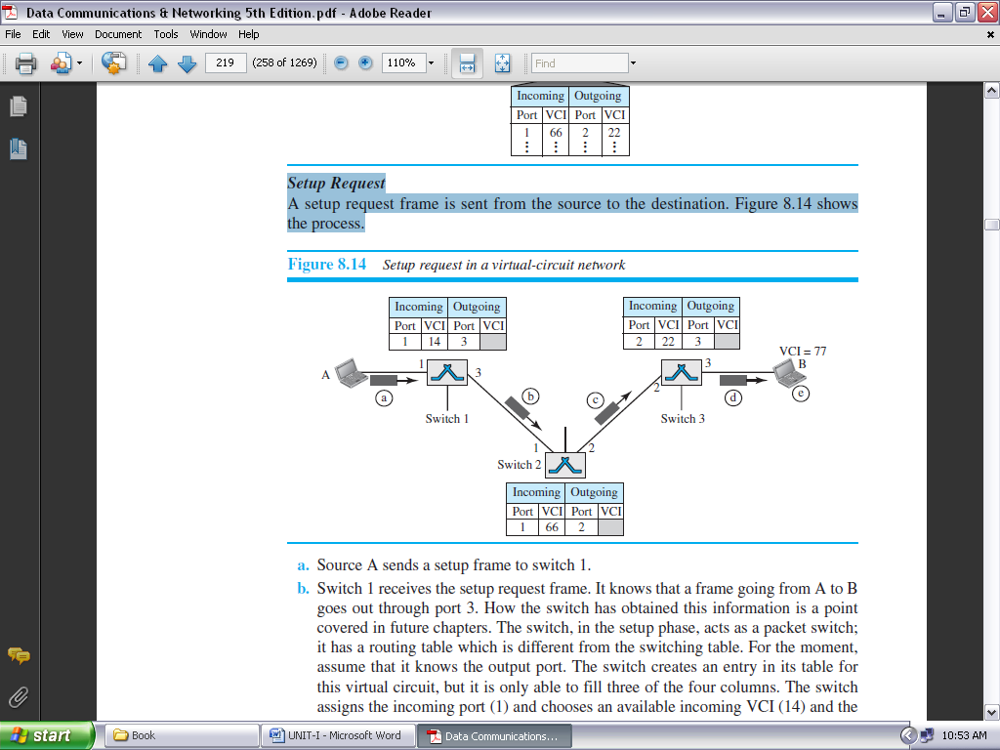 Data Communications & Networking 5th Edition.pdf - Adobe Reader
File Edit View Document Tools Window Help
219 (258 of 1269) 110% Find
Incoming Outgoing
Port VCI Port VCI
1 66 2 22
Setup Request
A setup request frame is sent from the source to the destination. Figure 8.14 shows
the process.
Figure 8.14 Setup request in a virtual-circuit network
Incoming Outgoing
Port VCI Port VCI
1 14 3
Incoming Outgoing
Port VCI Port VCI
2 22 3
VCI = 77
A
1
3
2
3
B
a
b
c
d
e
Switch 1
Switch 3
1
2
Switch 2
Incoming Outgoing
Port VCI Port VCI
1 66 2
a. Source A sends a setup frame to switch 1.
b. Switch 1 receives the setup request frame. It knows that a frame going from A to B
goes out through port 3. How the switch has obtained this information is a point
covered in future chapters. The switch, in the setup phase, acts as a packet switch;
it has a routing table which is different from the switching table. For the moment,
assume that it knows the output port. The switch creates an entry in its table for
this virtual circuit, but it is only able to fill three of the four columns. The switch
assigns the incoming port (1) and chooses an available incoming VCI (14) and the
start Book UNIT-I - Microsoft Word Data Communications... 10:53 AM